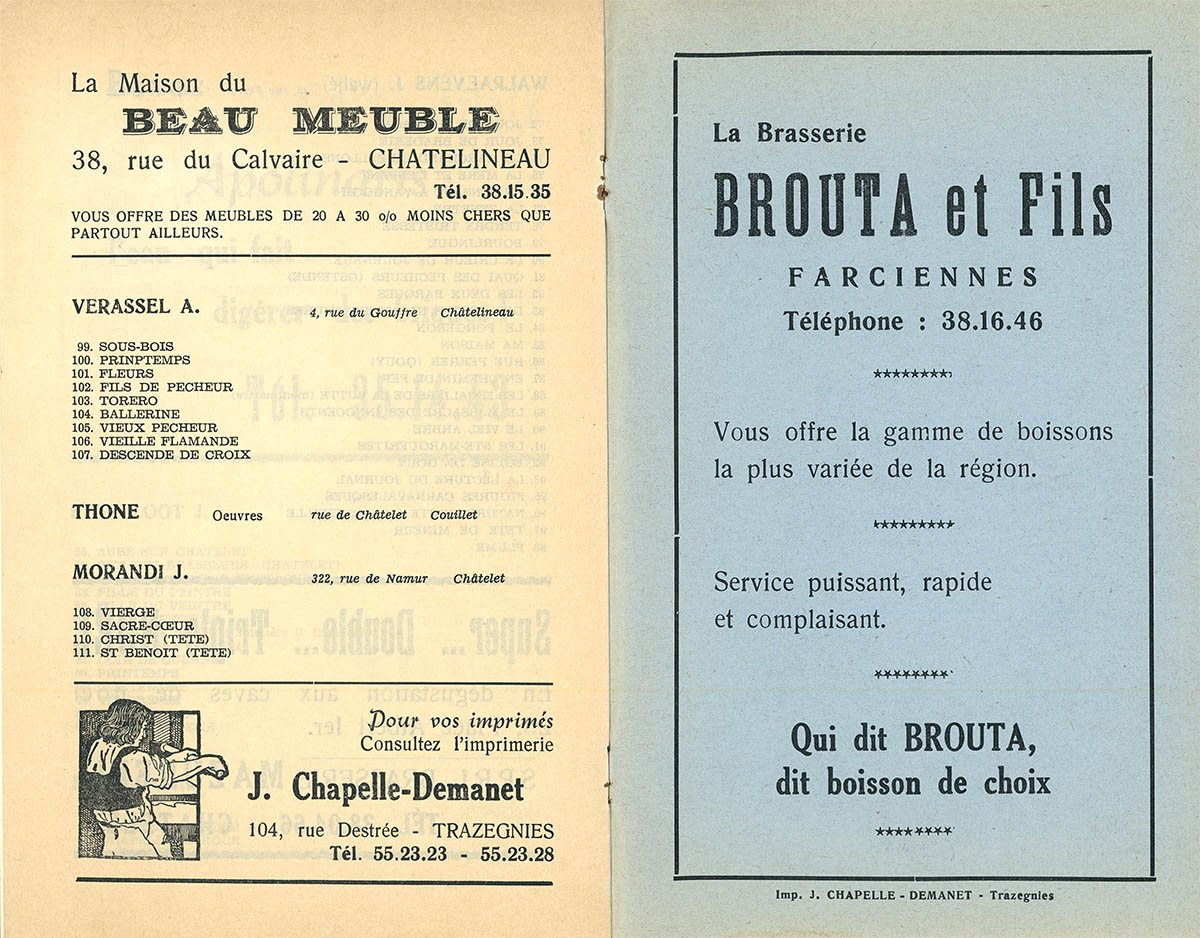 La Maison du
BEAU MEUBLE
38, rue du Calvaire - CHATELINEAU
Tél. 38.15.35
VOUS OFFRE DES MEUBLES DE 20 A 30 o/o MOINS CHERS QUE
PARTOUT AILLEURS.
VERASSEL A. 4, rue du Gouffre Châtelineau
99. SOUS-BOIS
100. PRINPTEMPS
101. FLEURS
102. FILS DE PECHEUR
103. TORERO
104. BALLERINE
105. VIEUX PECHEUR
106. VIEILLE FLAMANDE
107. DESCENDE DE CROIX
THONE Oeuvres rue de Châtelet Couillet
MORANDI J. 322, rue de Namur Châtelet
108. VIERGE
109. SACRE-CŒUR
110. CHRIST (TETE)
111. ST BENOIT (TETE)
Pour vos imprimés
Consultez l'imprimerie
J. Chapelle-Demanet
104, rue Destrée - TRAZEGNIES
Tél. 55.23.23 - 55.23.28
La Brasserie
BROUTA et Fils
FARCIENNES
Téléphone : 38.16.46
*********
Vous offre la gamme de boissons
la plus variée de la région.
*********
Service puissant, rapide
et complaisant.
*********
Qui dit BROUTA,
dit boisson de choix
*********
Imp. J. CHAPELLE - DEMANET - Trazegnies